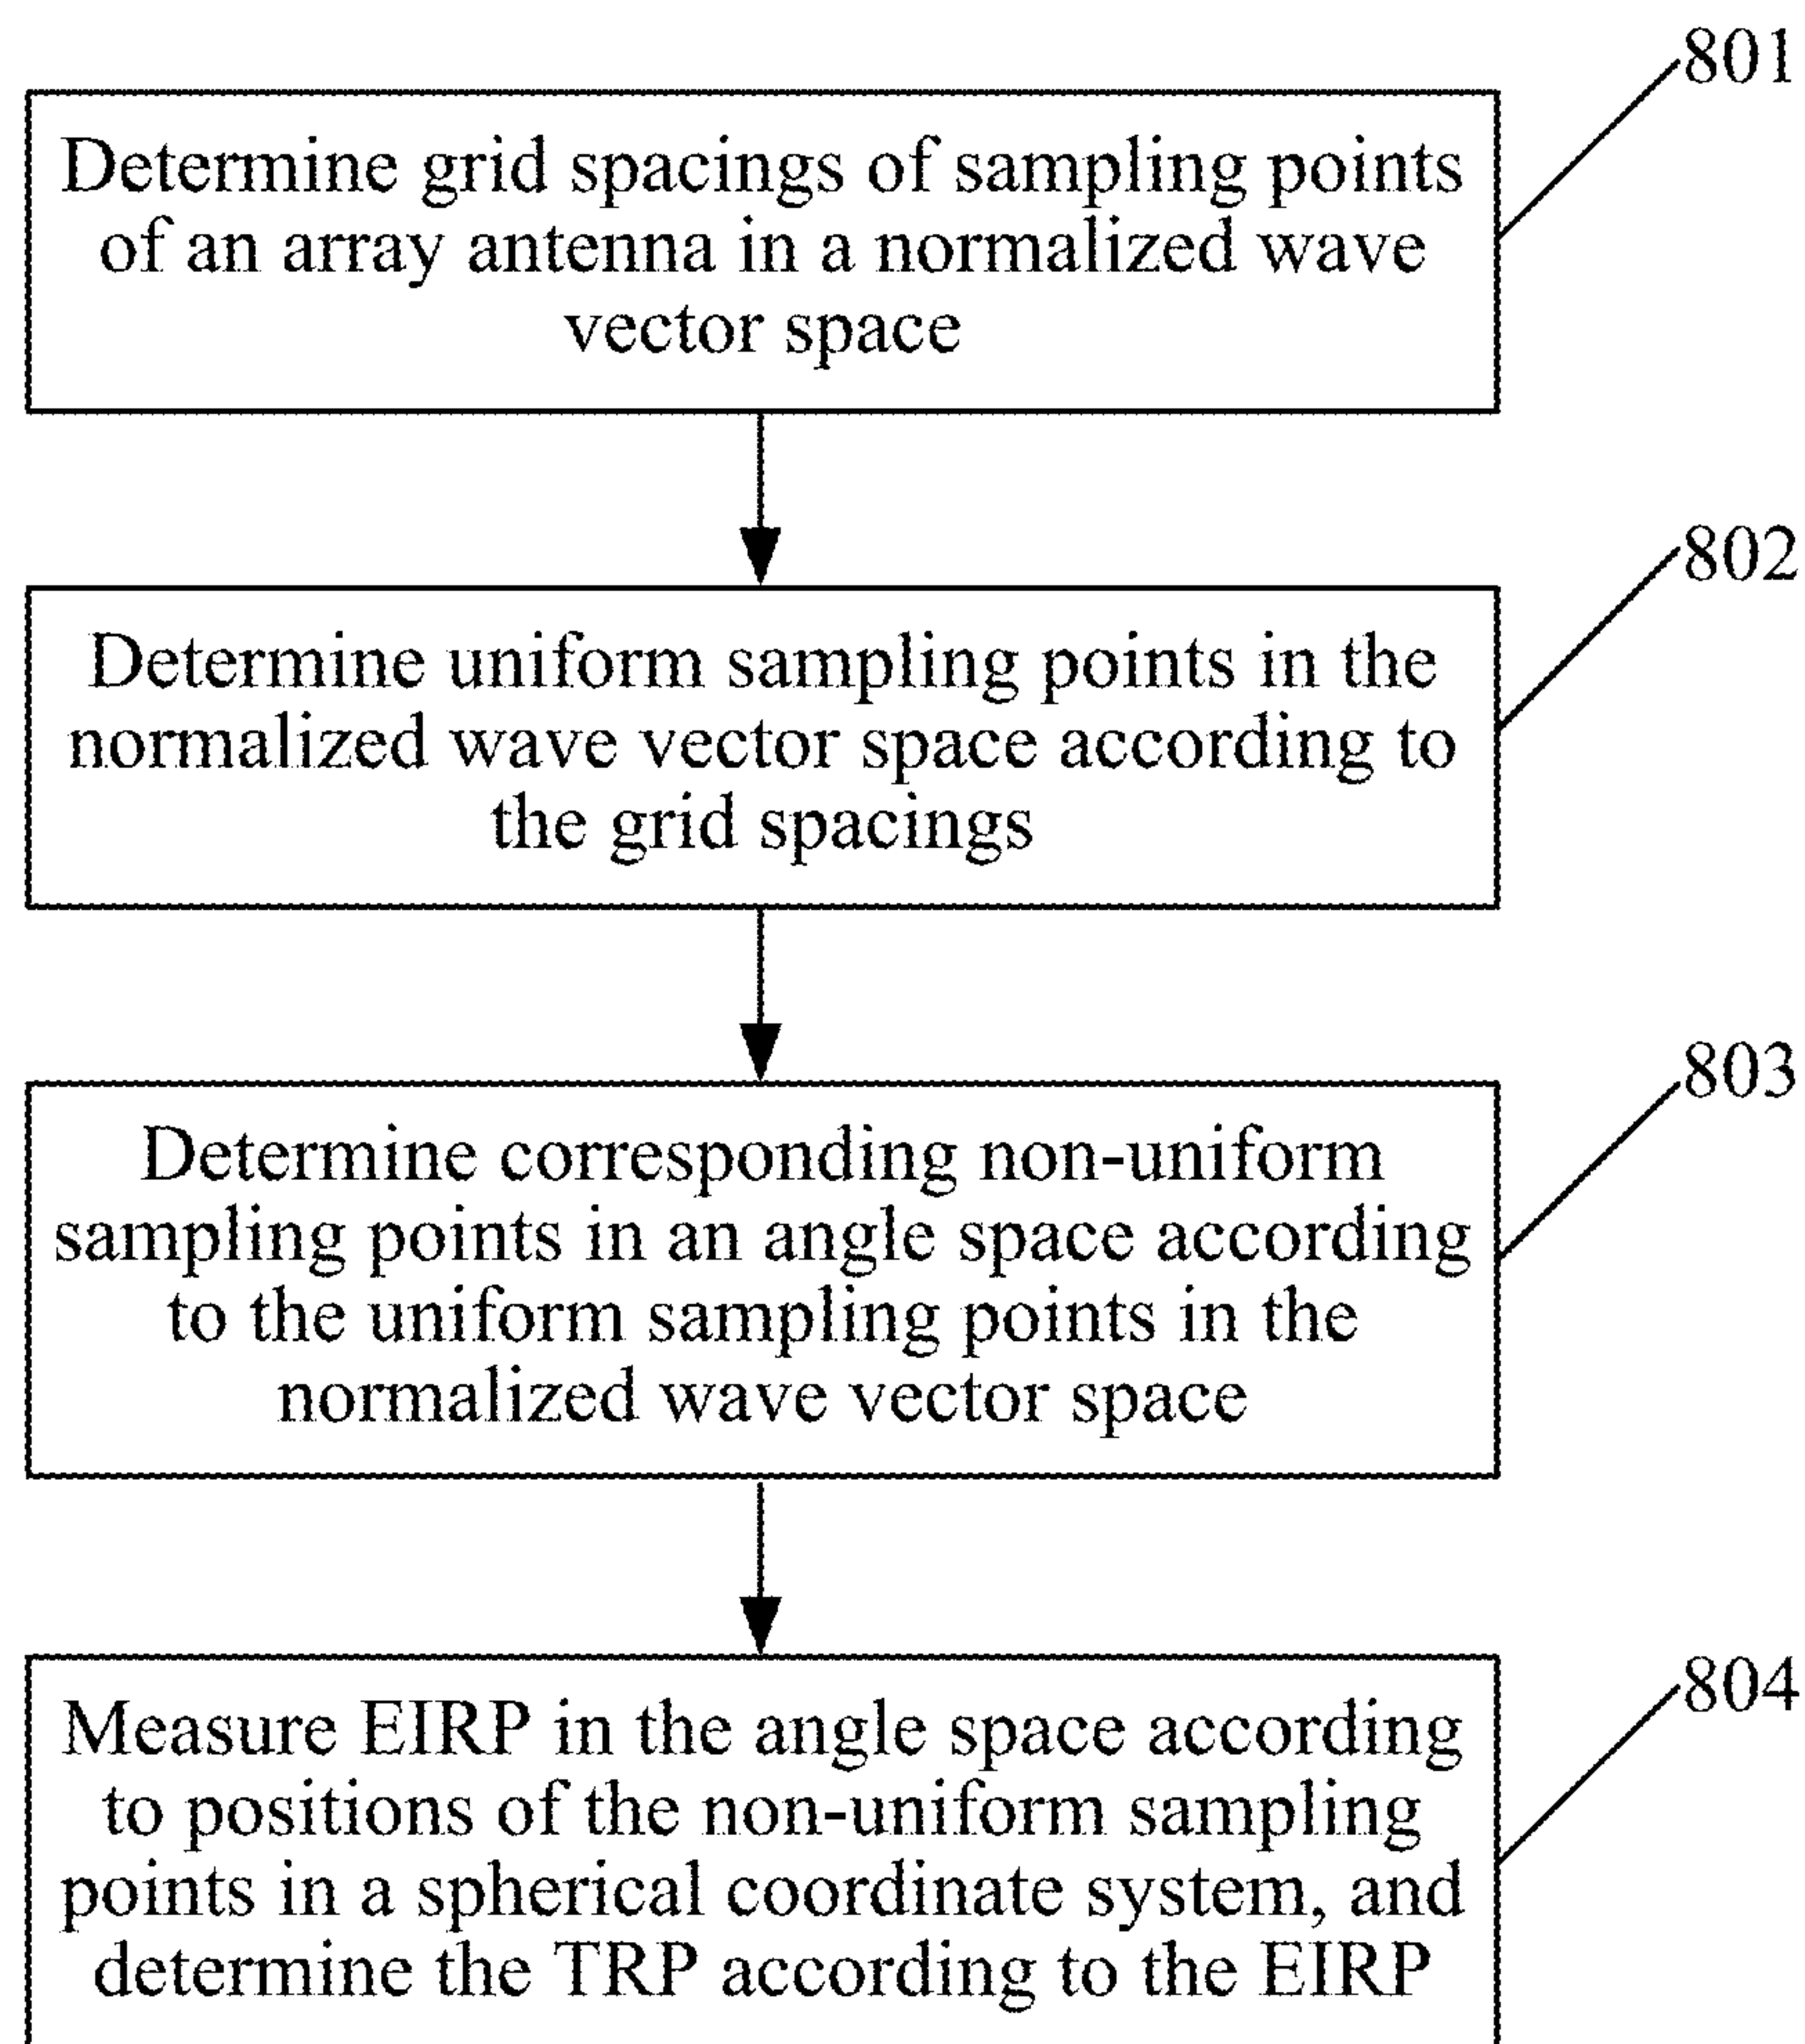 801
Determine grid spacings of sampling points
of an array antenna in a normalized wave
vector space
802
Determine uniform sampling points in the
normalized wave vector space according to
the grid spacings
803
Determine corresponding non-uniform
sampling points in an angle space according
to the uniform sampling points in the
normalized wave vector space
804
Measure EIRP in the angle space according
to positions of the non-uniform sampling
points in a spherical coordinate system, and
determine the TRP according to the EIRP